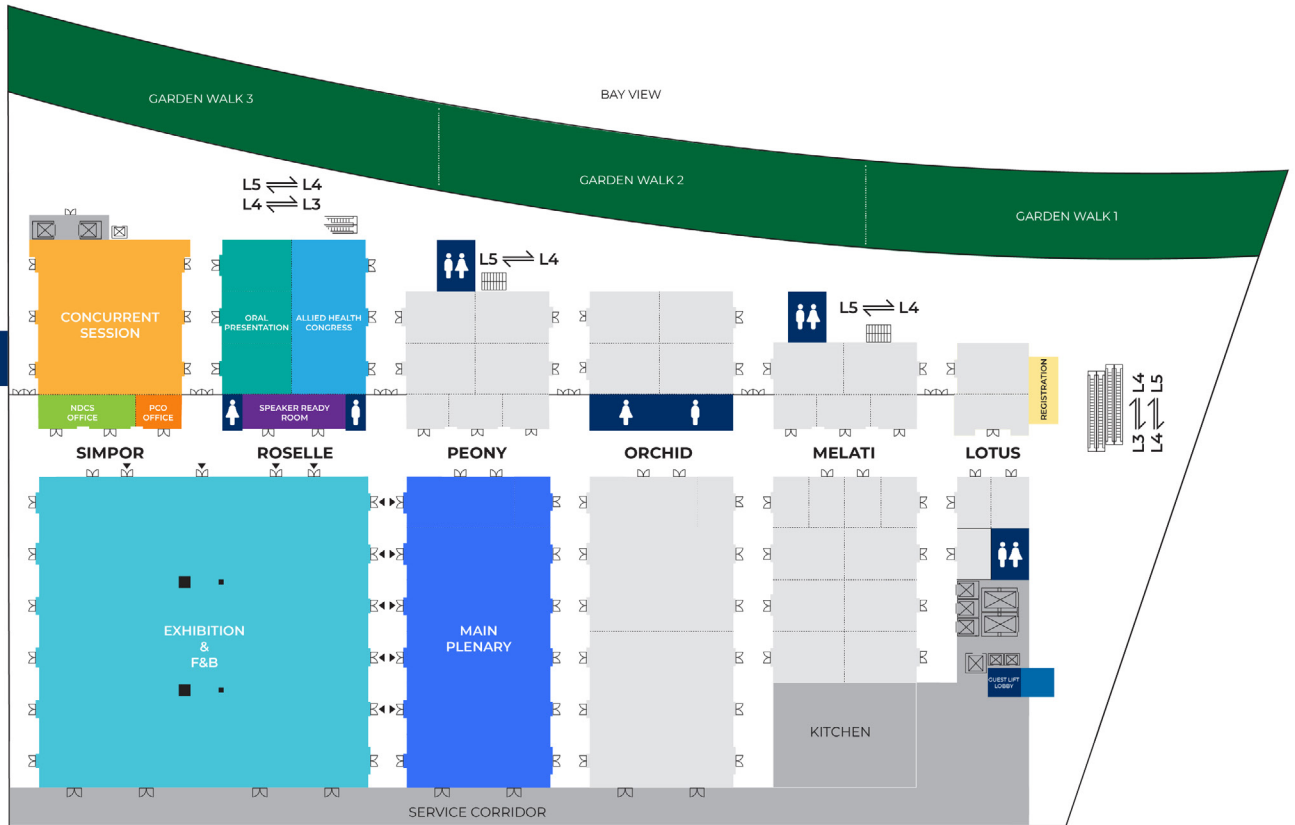 BAY VIEW
GARDEN WALK 3
GARDEN WALK 2
GARDEN WALK 1
L5 ⇌ L4
L4 ⇌ L3
L5 ⇌ L4
L5 ⇌ L4
CONCURRENT
SESSION
ORAL
PRESENTATION
ALLIED HEALTH
CONGRESS
REGISTRATION
L3 ⇌ L4
L4 ⇌ L5
NDCS
OFFICE
PCO
OFFICE
SPEAKER READY
ROOM
SIMPOR
ROSELLE
PEONY
ORCHID
MELATI
LOTUS
EXHIBITION
&
F&B
MAIN
PLENARY
GUEST LIFT
LOBBY
KITCHEN
SERVICE CORRIDOR